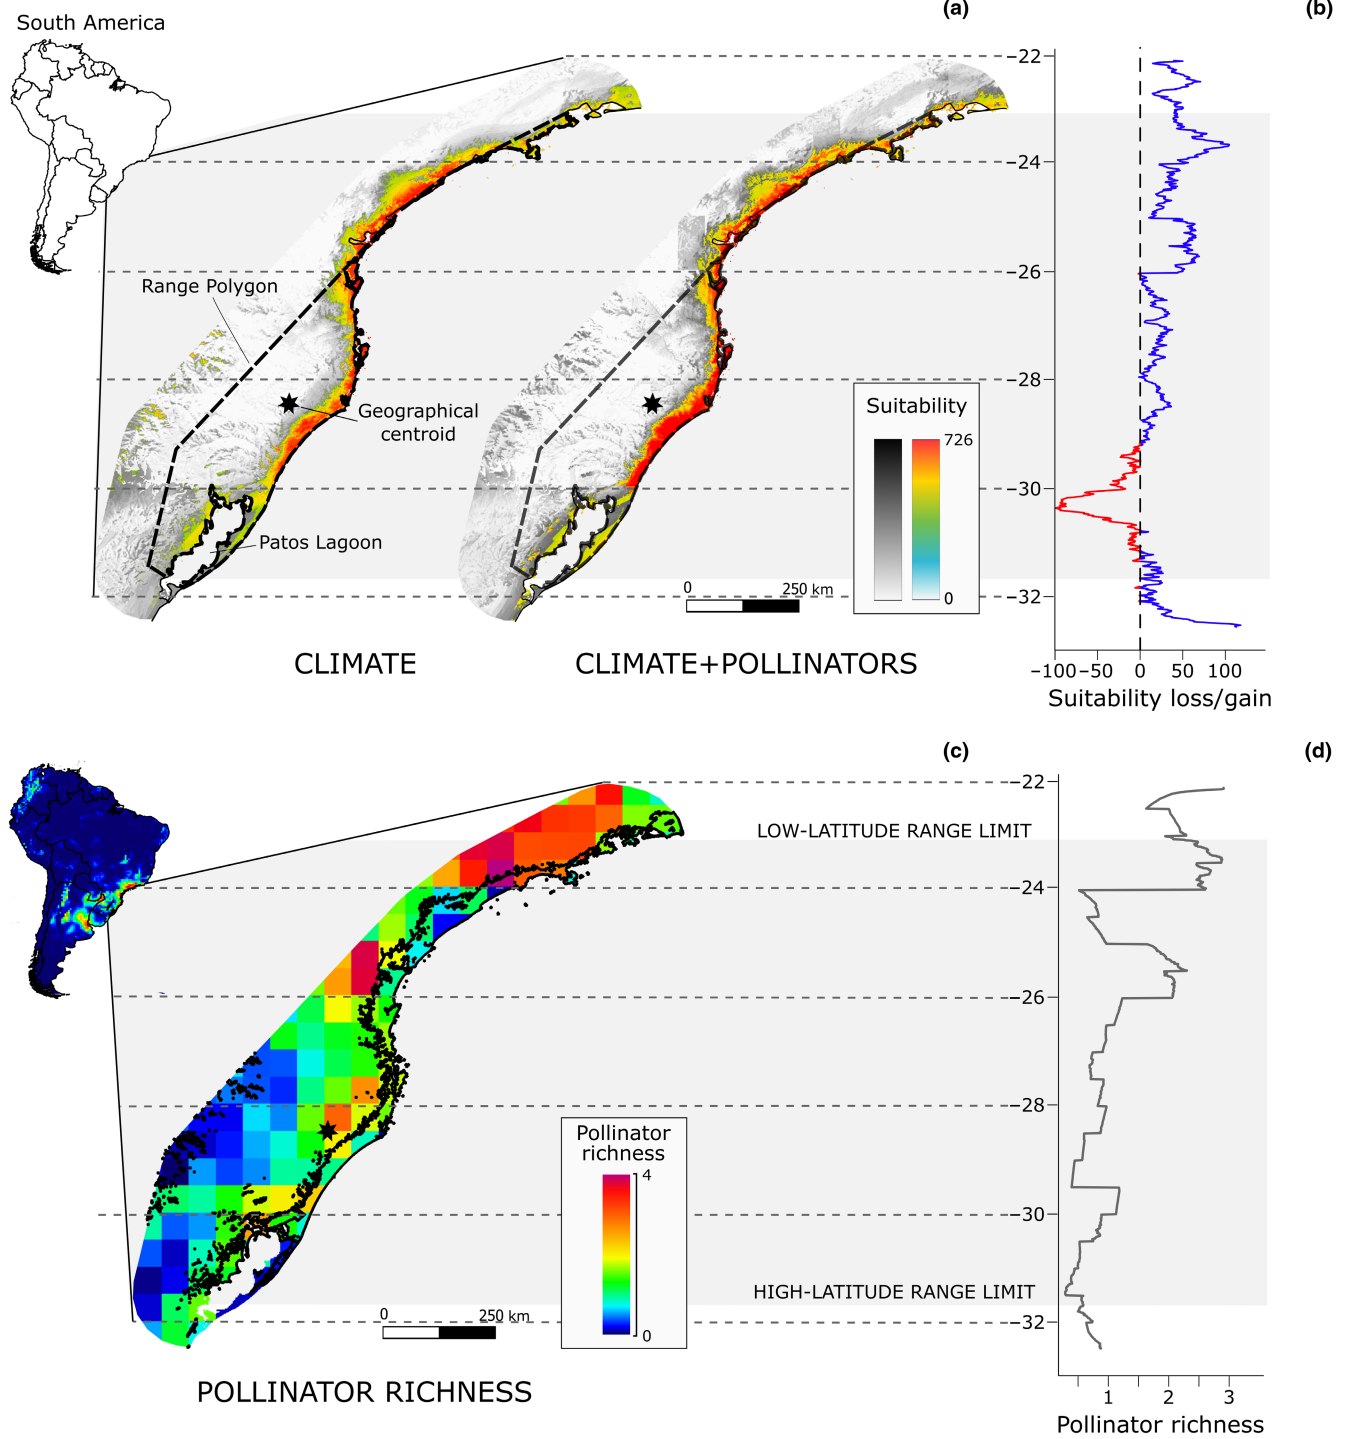 South America
(a)
(b)
−22
−24
−26
−28
−30
−32
Range Polygon
Geographical
centroid
Patos Lagoon
Suitability
726
0
0
250 km
CLIMATE
CLIMATE+POLLINATORS
−100
−50
0
50
100
Suitability loss/gain
(c)
(d)
−22
LOW-LATITUDE RANGE LIMIT
−24
−26
−28
−30
−32
Pollinator
richness
4
0
HIGH-LATITUDE RANGE LIMIT
0
250 km
POLLINATOR RICHNESS
1
2
3
Pollinator richness